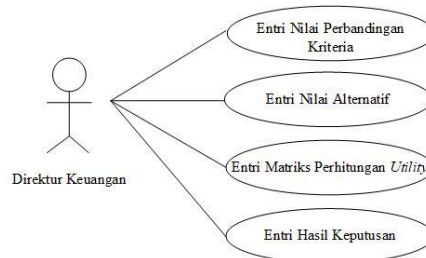 Entri Nilai Perbandingan
Kriteria
Entri Nilai Alternatif
Direktur Keuangan
Entri Matriks Perhitungan Utility
Entri Hasil Keputusan